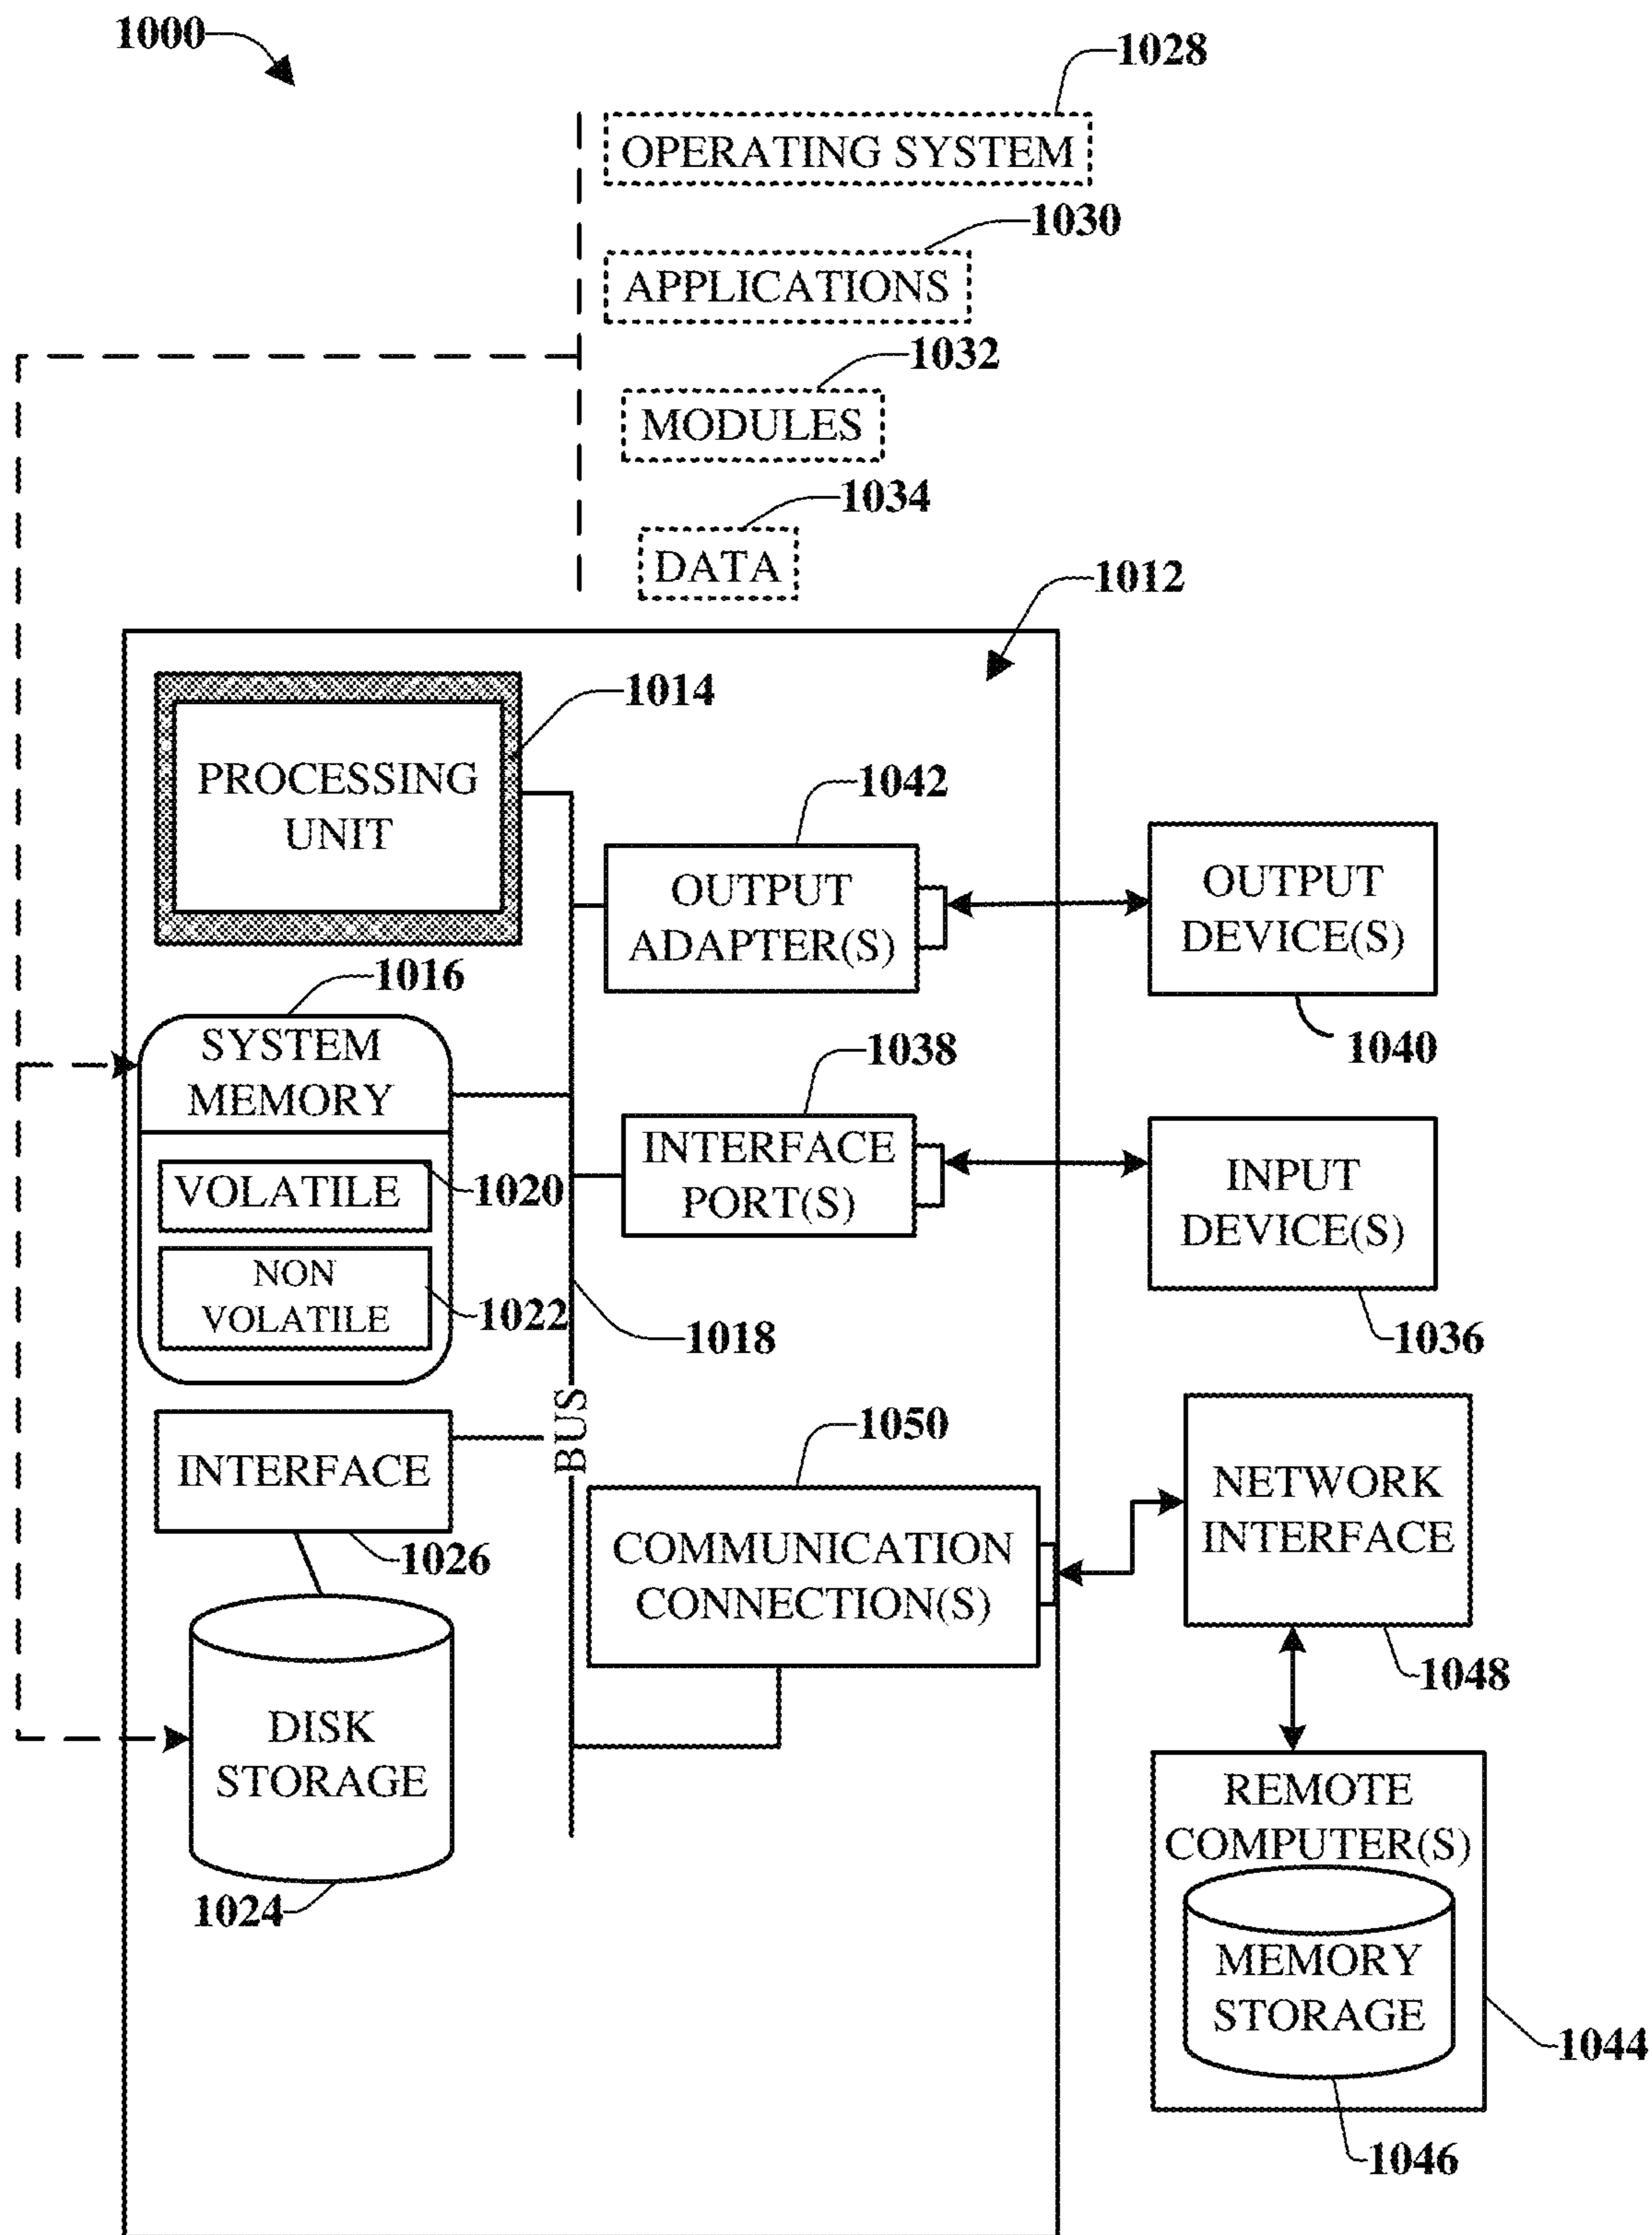 1000
1028
OPERATING SYSTEM
1030
APPLICATIONS
1032
MODULES
1034
DATA
1012
1014
PROCESSING
UNIT
1042
OUTPUT
ADAPTER(S)
OUTPUT
DEVICE(S)
1040
1016
SYSTEM
MEMORY
VOLATILE
1020
NON
VOLATILE
1022
1038
INTERFACE
PORT(S)
INPUT
DEVICE(S)
1036
1018
BUS
INTERFACE
1026
1050
COMMUNICATION
CONNECTION(S)
NETWORK
INTERFACE
1048
DISK
STORAGE
1024
REMOTE
COMPUTER(S)
MEMORY
STORAGE
1044
1046